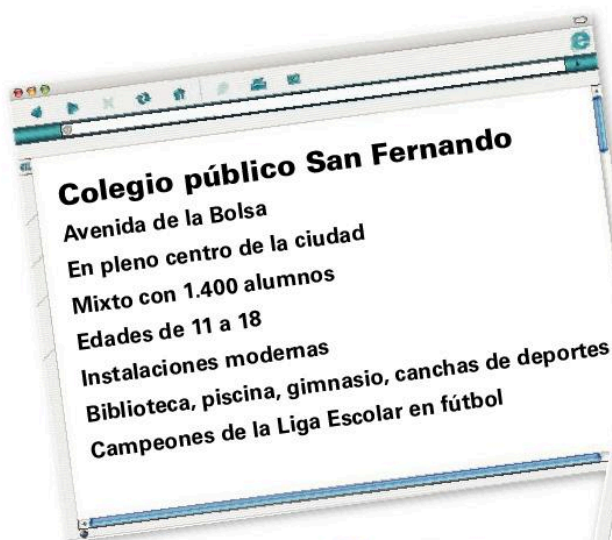 Colegio público San Fernando
Avenida de la Bolsa
En pleno centro de la ciudad
Mixto con 1.400 alumnos
Edades de 11 a 18
Instalaciones modernas
Biblioteca, piscina, gimnasio, canchas de deportes
Campeones de la Liga Escolar en fútbol